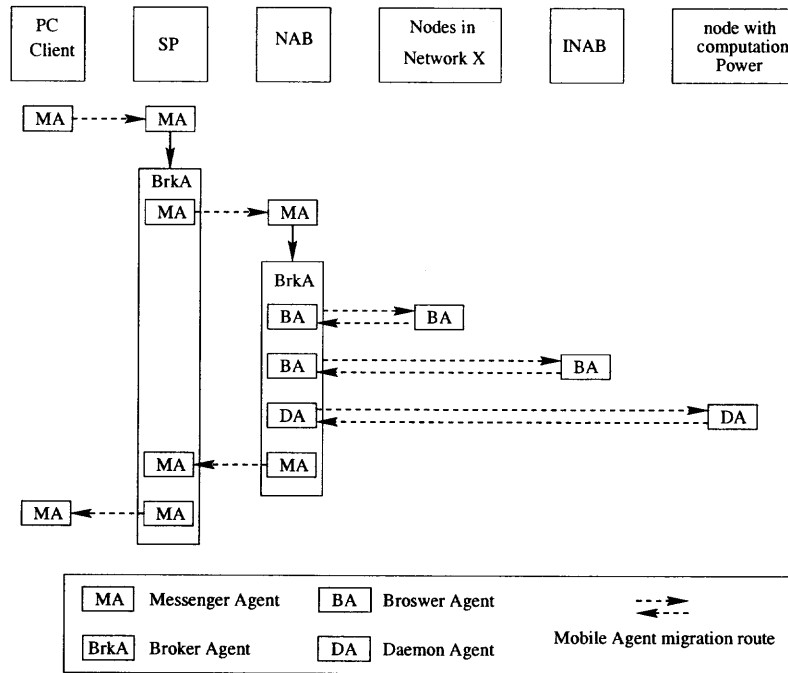 PC
Client
SP
NAB
Nodes in
Network X
INAB
node with
computation
Power
MA
MA
BrkA
MA
MA
BrkA
BA
BA
BA
BA
DA
DA
MA
MA
MA
MA
MA Messenger Agent
BA Broswer Agent
BrkA Broker Agent
DA Daemon Agent
Mobile Agent migration route